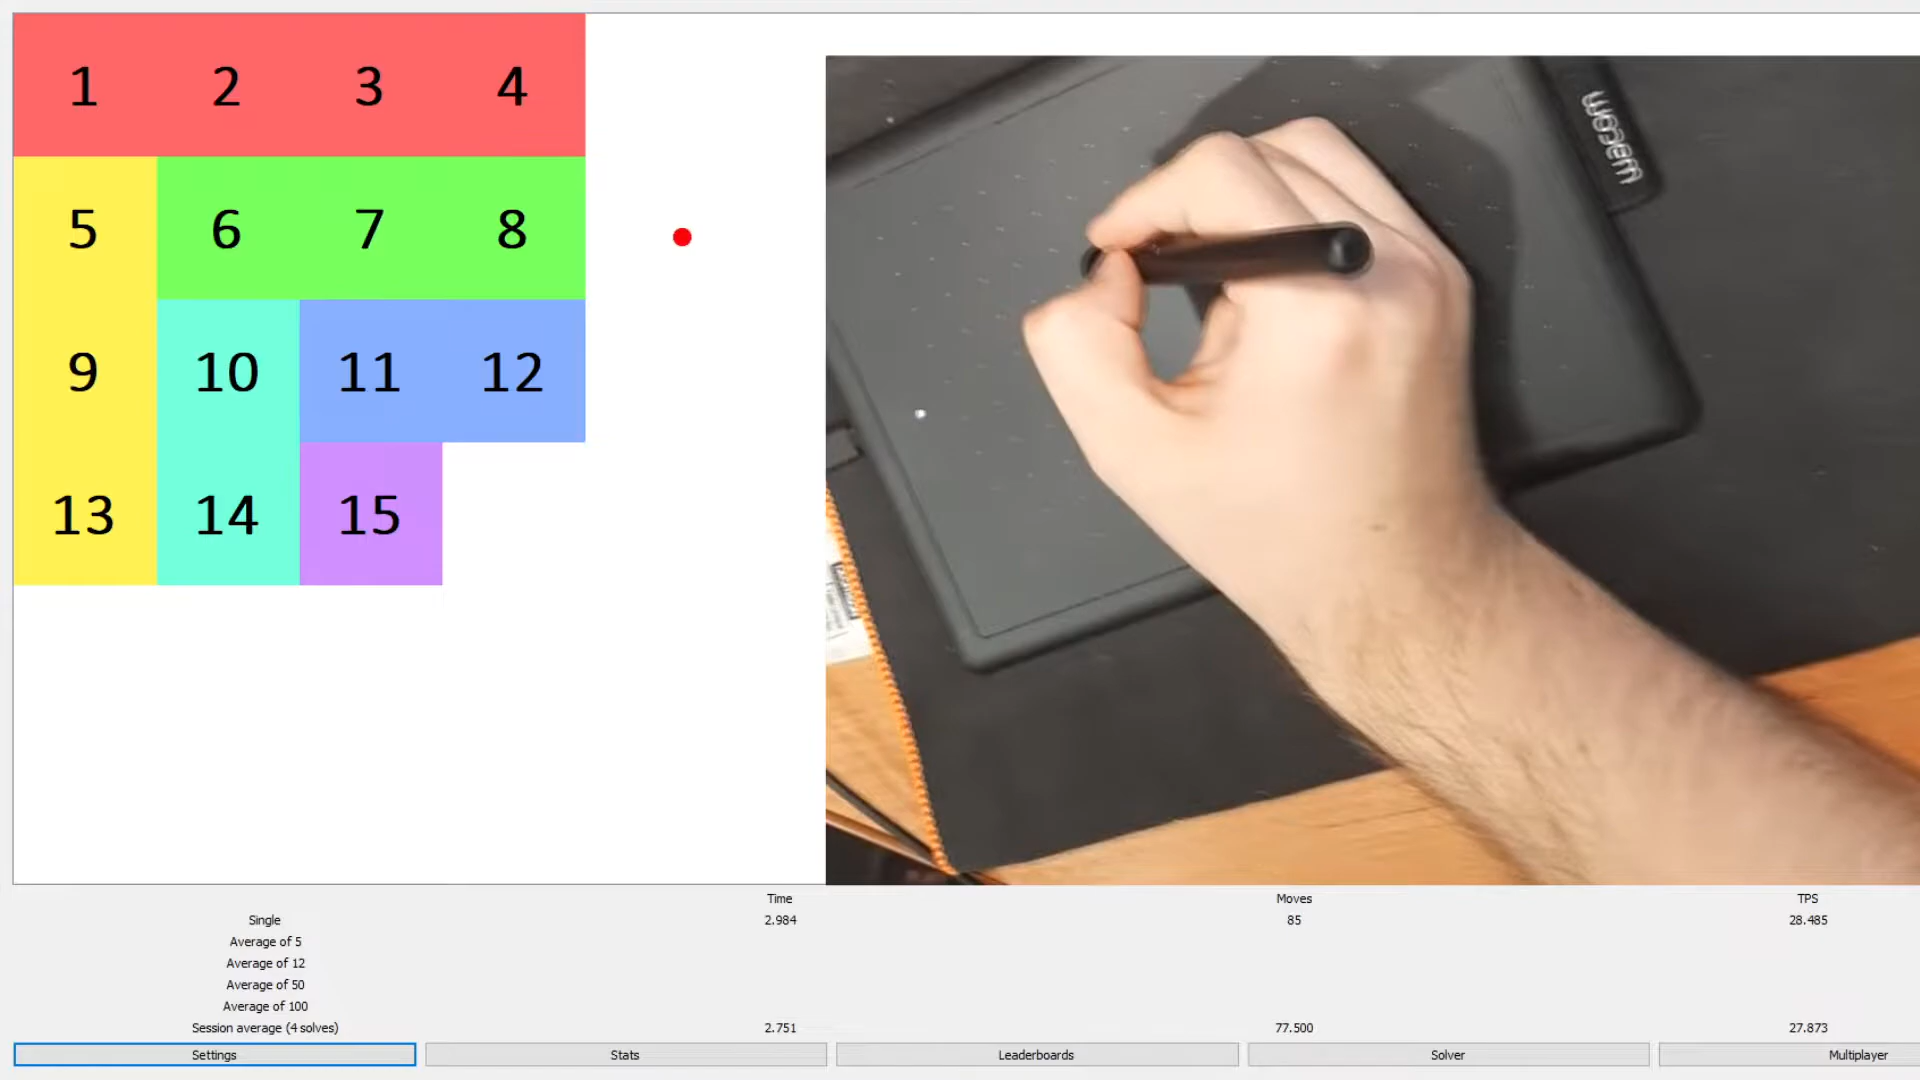 1 2 3 4
5 6 7 8
9 10 11 12
13 14 15
wacom
Time Moves TPS
Single 2.984 85 28.485
Average of 5
Average of 12
Average of 50
Average of 100
Session average (4 solves) 2.751 77.500 27.873
Settings Stats Leaderboards Solver Multiplayer